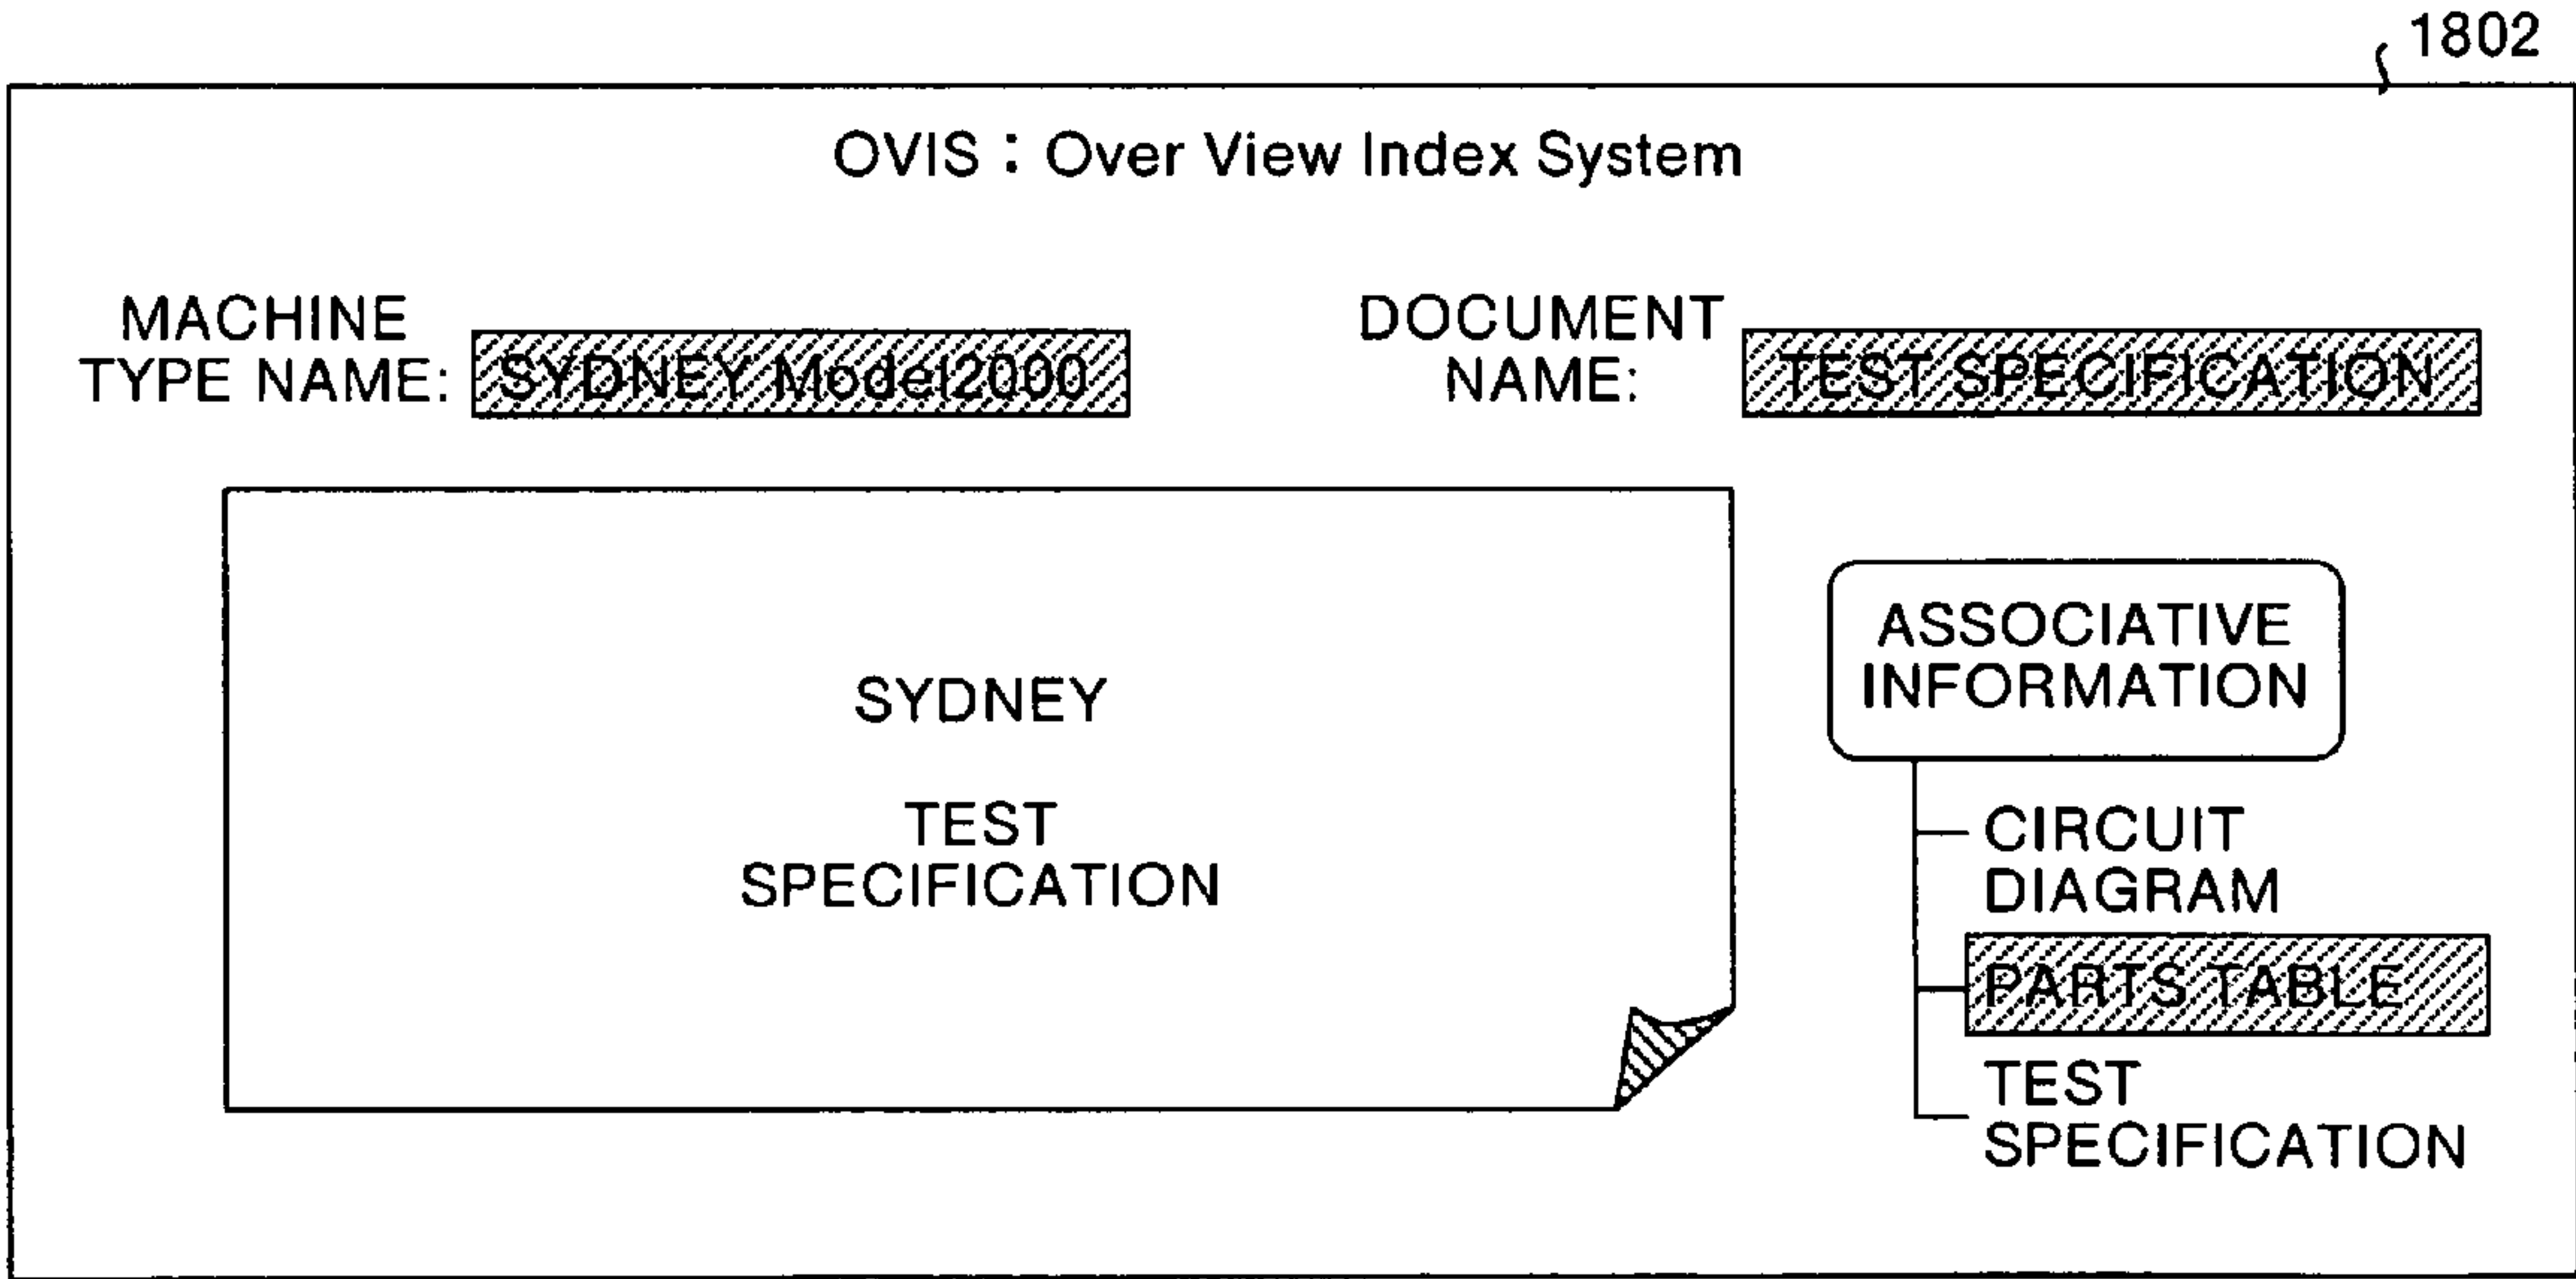 1802
OVIS : Over View Index System
MACHINE
TYPE NAME:
SYDNEY Model2000
DOCUMENT
NAME:
TEST SPECIFICATION
SYDNEY
TEST
SPECIFICATION
ASSOCIATIVE
INFORMATION
CIRCUIT
DIAGRAM
PARTS TABLE
TEST
SPECIFICATION